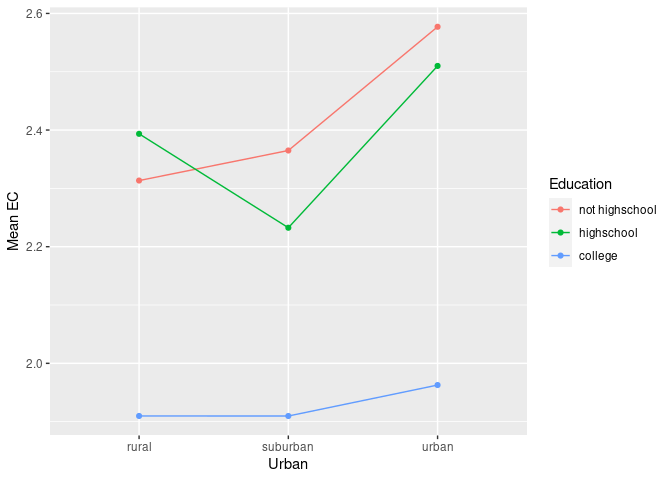 2.6
2.4
2.2
2.0
Mean EC
rural suburban urban
Urban
Education
not highschool
highschool
college